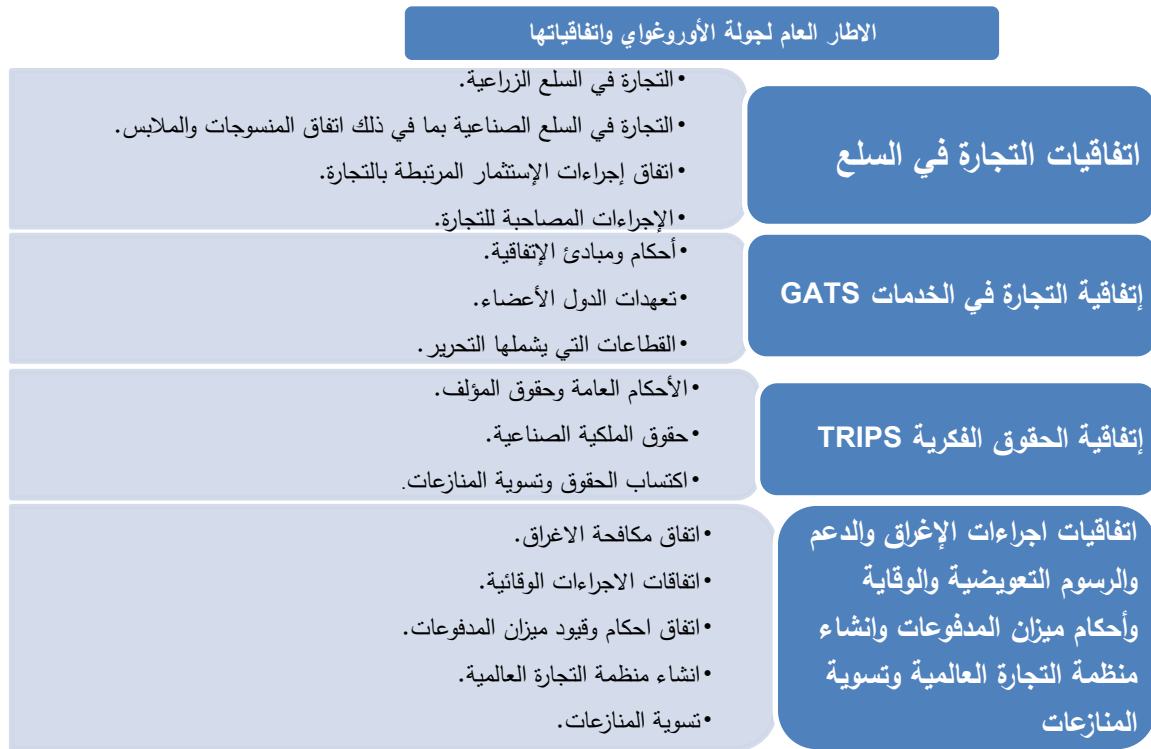 الاطار العام لجولة الأوروغواي واتفاقياتها
اتفاقيات التجارة في السلع
•التجارة في السلع الزراعية.
•التجارة في السلع الصناعية بما في ذلك اتفاق المنسوجات والملابس.
•اتفاق إجراءات الإستثمار المرتبطة بالتجارة.
•الإجراءات المصاحبة للتجارة.
إتفاقية التجارة في الخدمات GATS
•أحكام ومبادئ الإتفاقية.
•تعهدات الدول الأعضاء.
•القطاعات التي يشملها التحرير.
إتفاقية الحقوق الفكرية TRIPS
•الأحكام العامة وحقوق المؤلف.
•حقوق الملكية الصناعية.
•اكتساب الحقوق وتسوية المنازعات.
اتفاقيات اجراءات الإغراق والدعم
والرسوم التعويضية والوقاية
وأحكام ميزان المدفوعات وانشاء
منظمة التجارة العالمية وتسوية
المنازعات
•اتفاق مكافحة الاغراق.
•اتفاقات الاجراءات الوقائية.
•اتفاق احكام وقيود ميزان المدفوعات.
•انشاء منظمة التجارة العالمية.
•تسوية المنازعات.